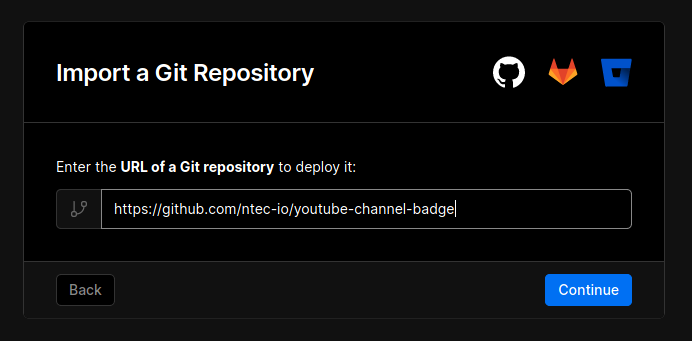 Import a Git Repository
Enter the URL of a Git repository to deploy it:
https://github.com/ntec-io/youtube-channel-badge
Back
Continue